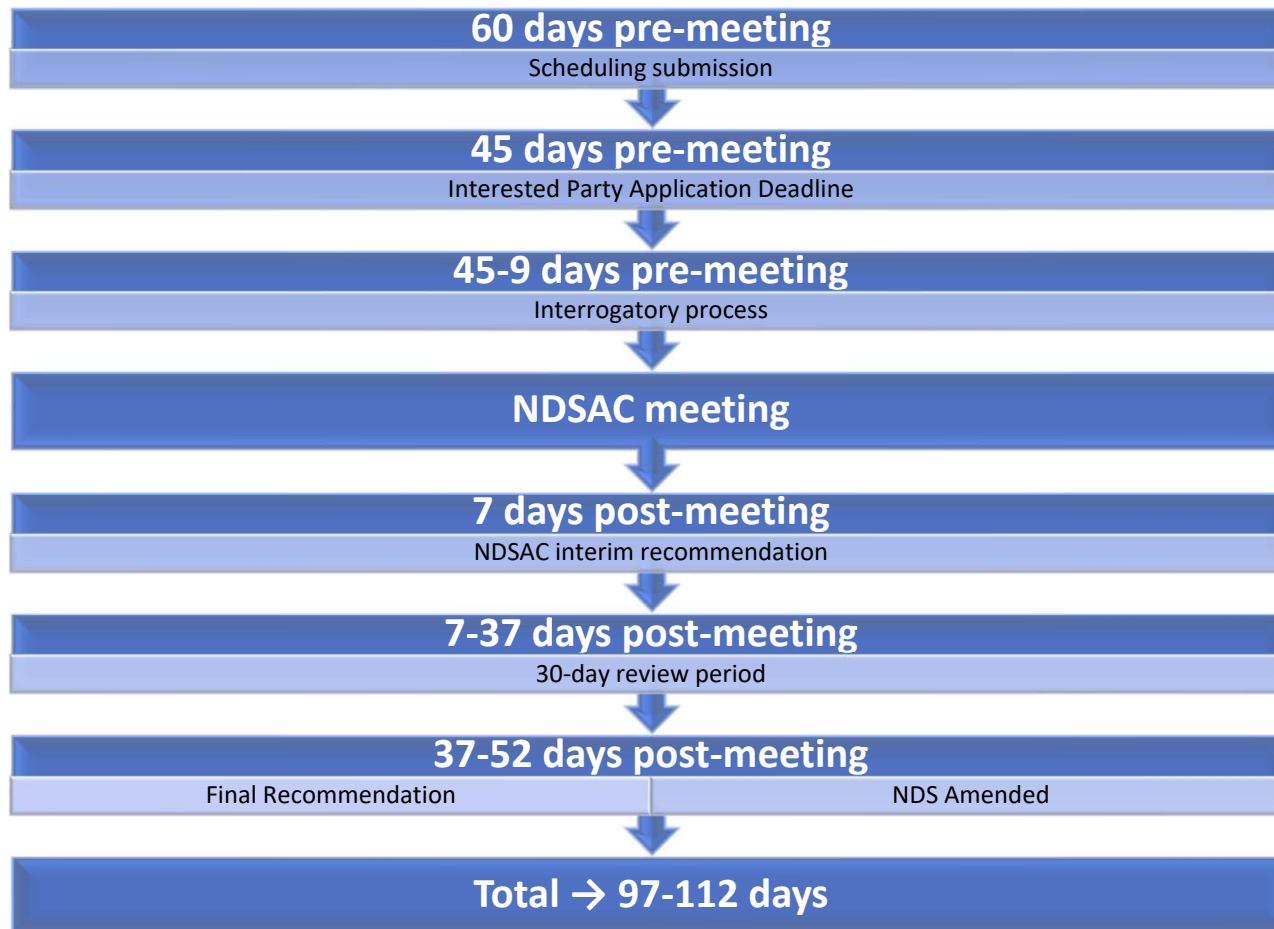 60 days pre-meeting
Scheduling submission
45 days pre-meeting
Interested Party Application Deadline
45-9 days pre-meeting
Interrogatory process
NDSAC meeting
7 days post-meeting
NDSAC interim recommendation
7-37 days post-meeting
30-day review period
37-52 days post-meeting
Final Recommendation
NDS Amended
Total → 97-112 days